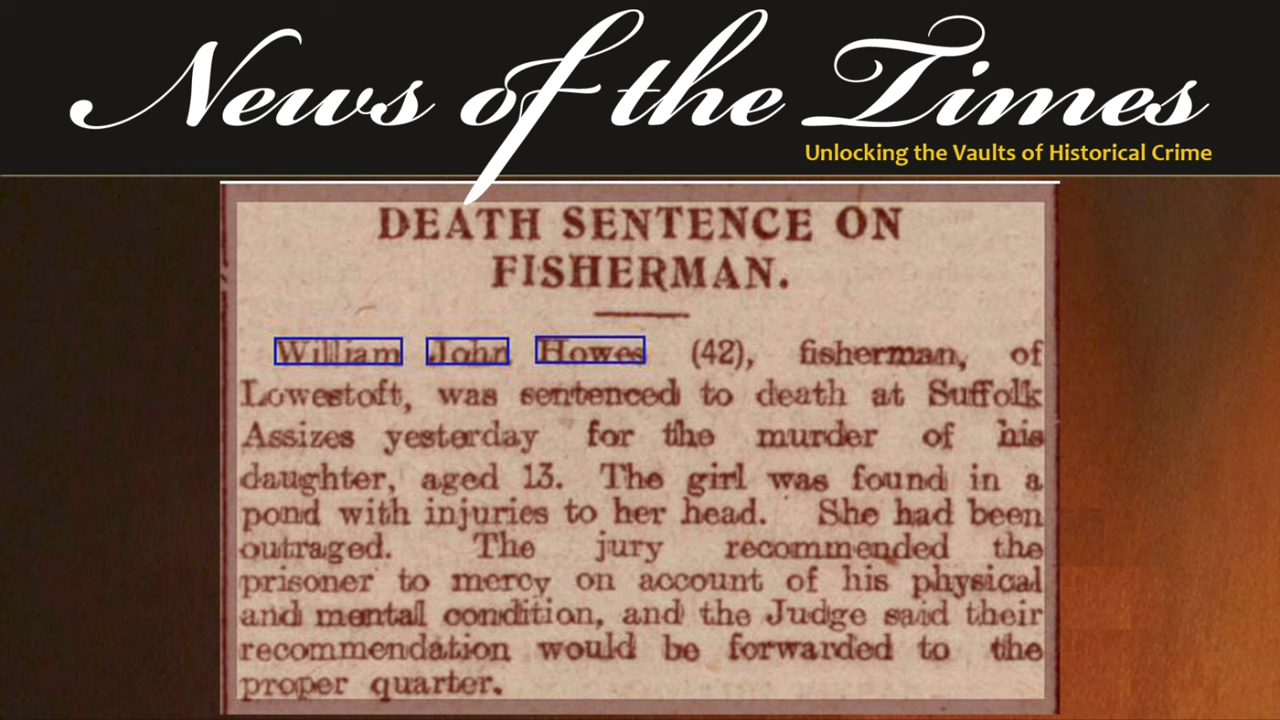 News of the Times
Unlocking the Vaults of Historical Crime
DEATH SENTENCE ON
FISHERMAN.
William John Howes (42), fisherman, of
Lowestoft, was sentenced to death at Suffolk
Assizes yesterday for the murder of his
daughter, aged 13. The girl was found in a
pond with injuries to her head. She had been
outraged. The jury recommended the
prisoner to mercy on account of his physical
and mental condition, and the Judge said their
recommendation would be forwarded to the
proper quarter.